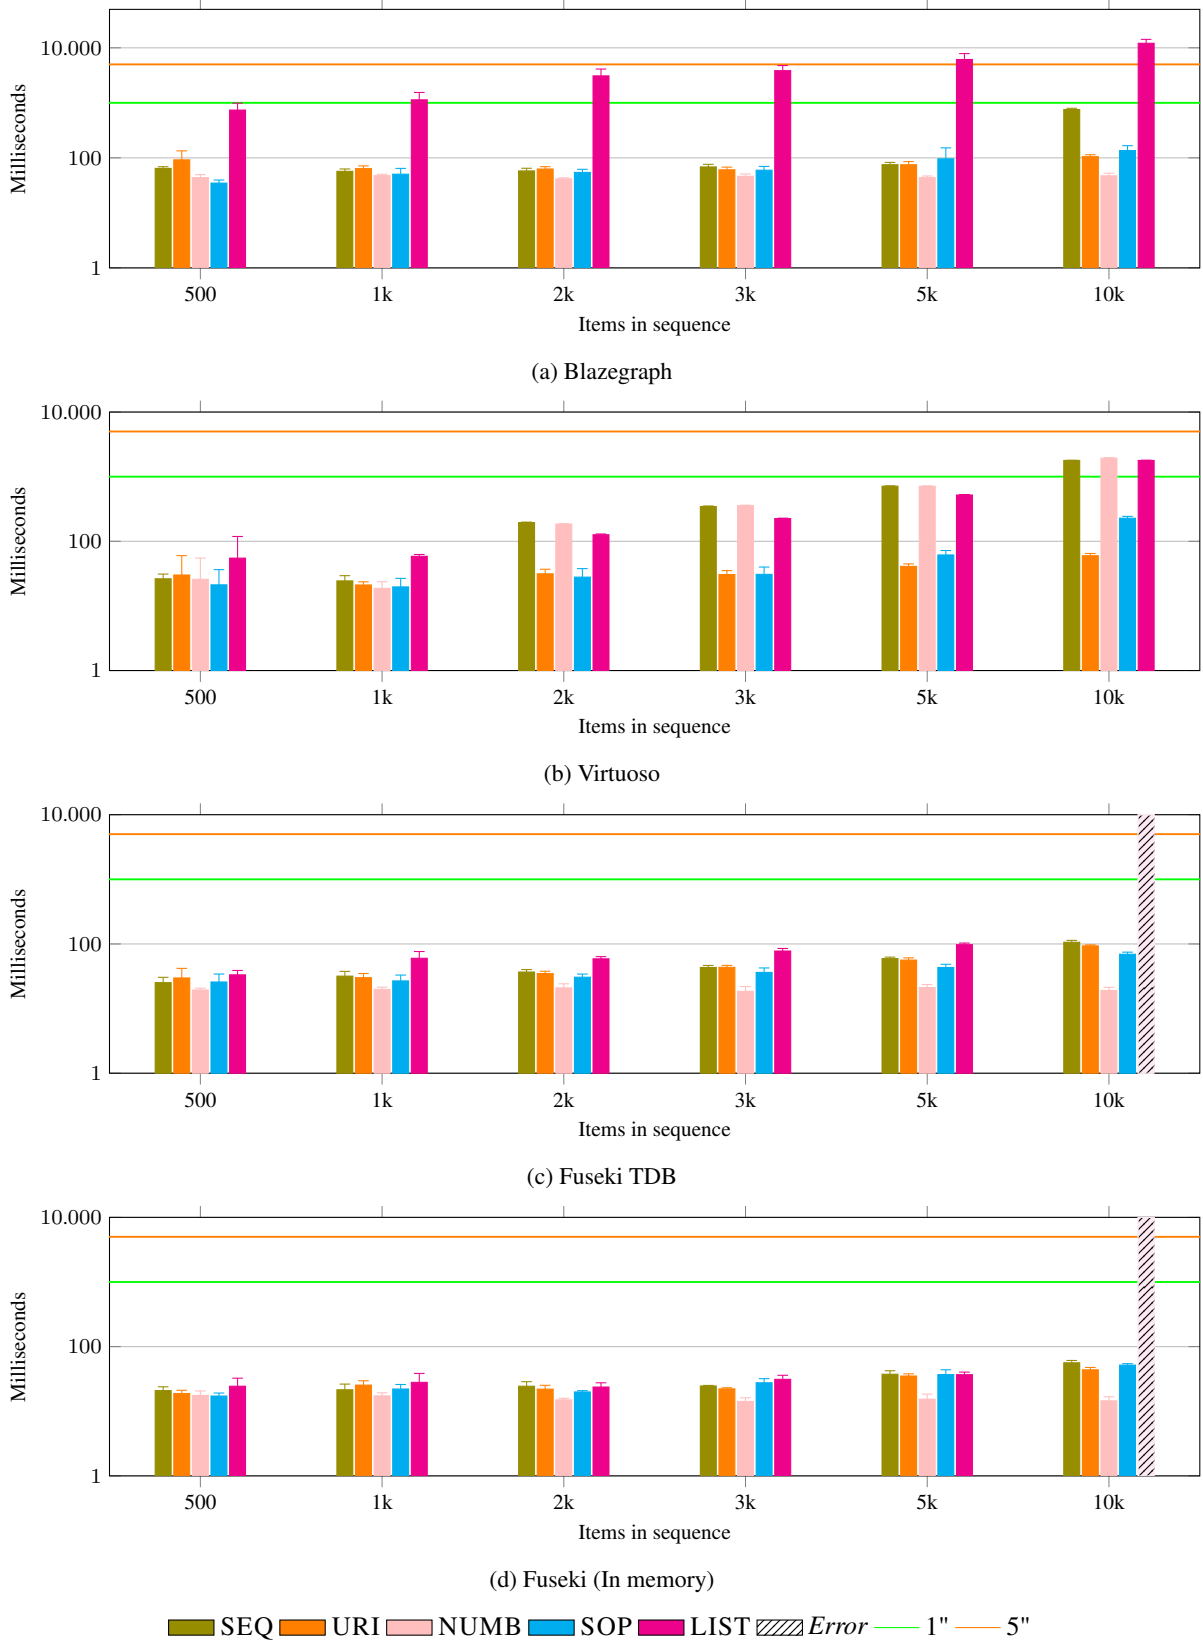 10.000
100
1
Milliseconds
500 1k 2k 3k 5k 10k
Items in sequence
(a) Blazegraph
10.000
100
1
Milliseconds
500 1k 2k 3k 5k 10k
Items in sequence
(b) Virtuoso
10.000
100
1
Milliseconds
500 1k 2k 3k 5k 10k
Items in sequence
(c) Fuseki TDB
10.000
100
1
Milliseconds
500 1k 2k 3k 5k 10k
Items in sequence
(d) Fuseki (In memory)
SEQ URI NUMB SOP LIST Error 1" 5"